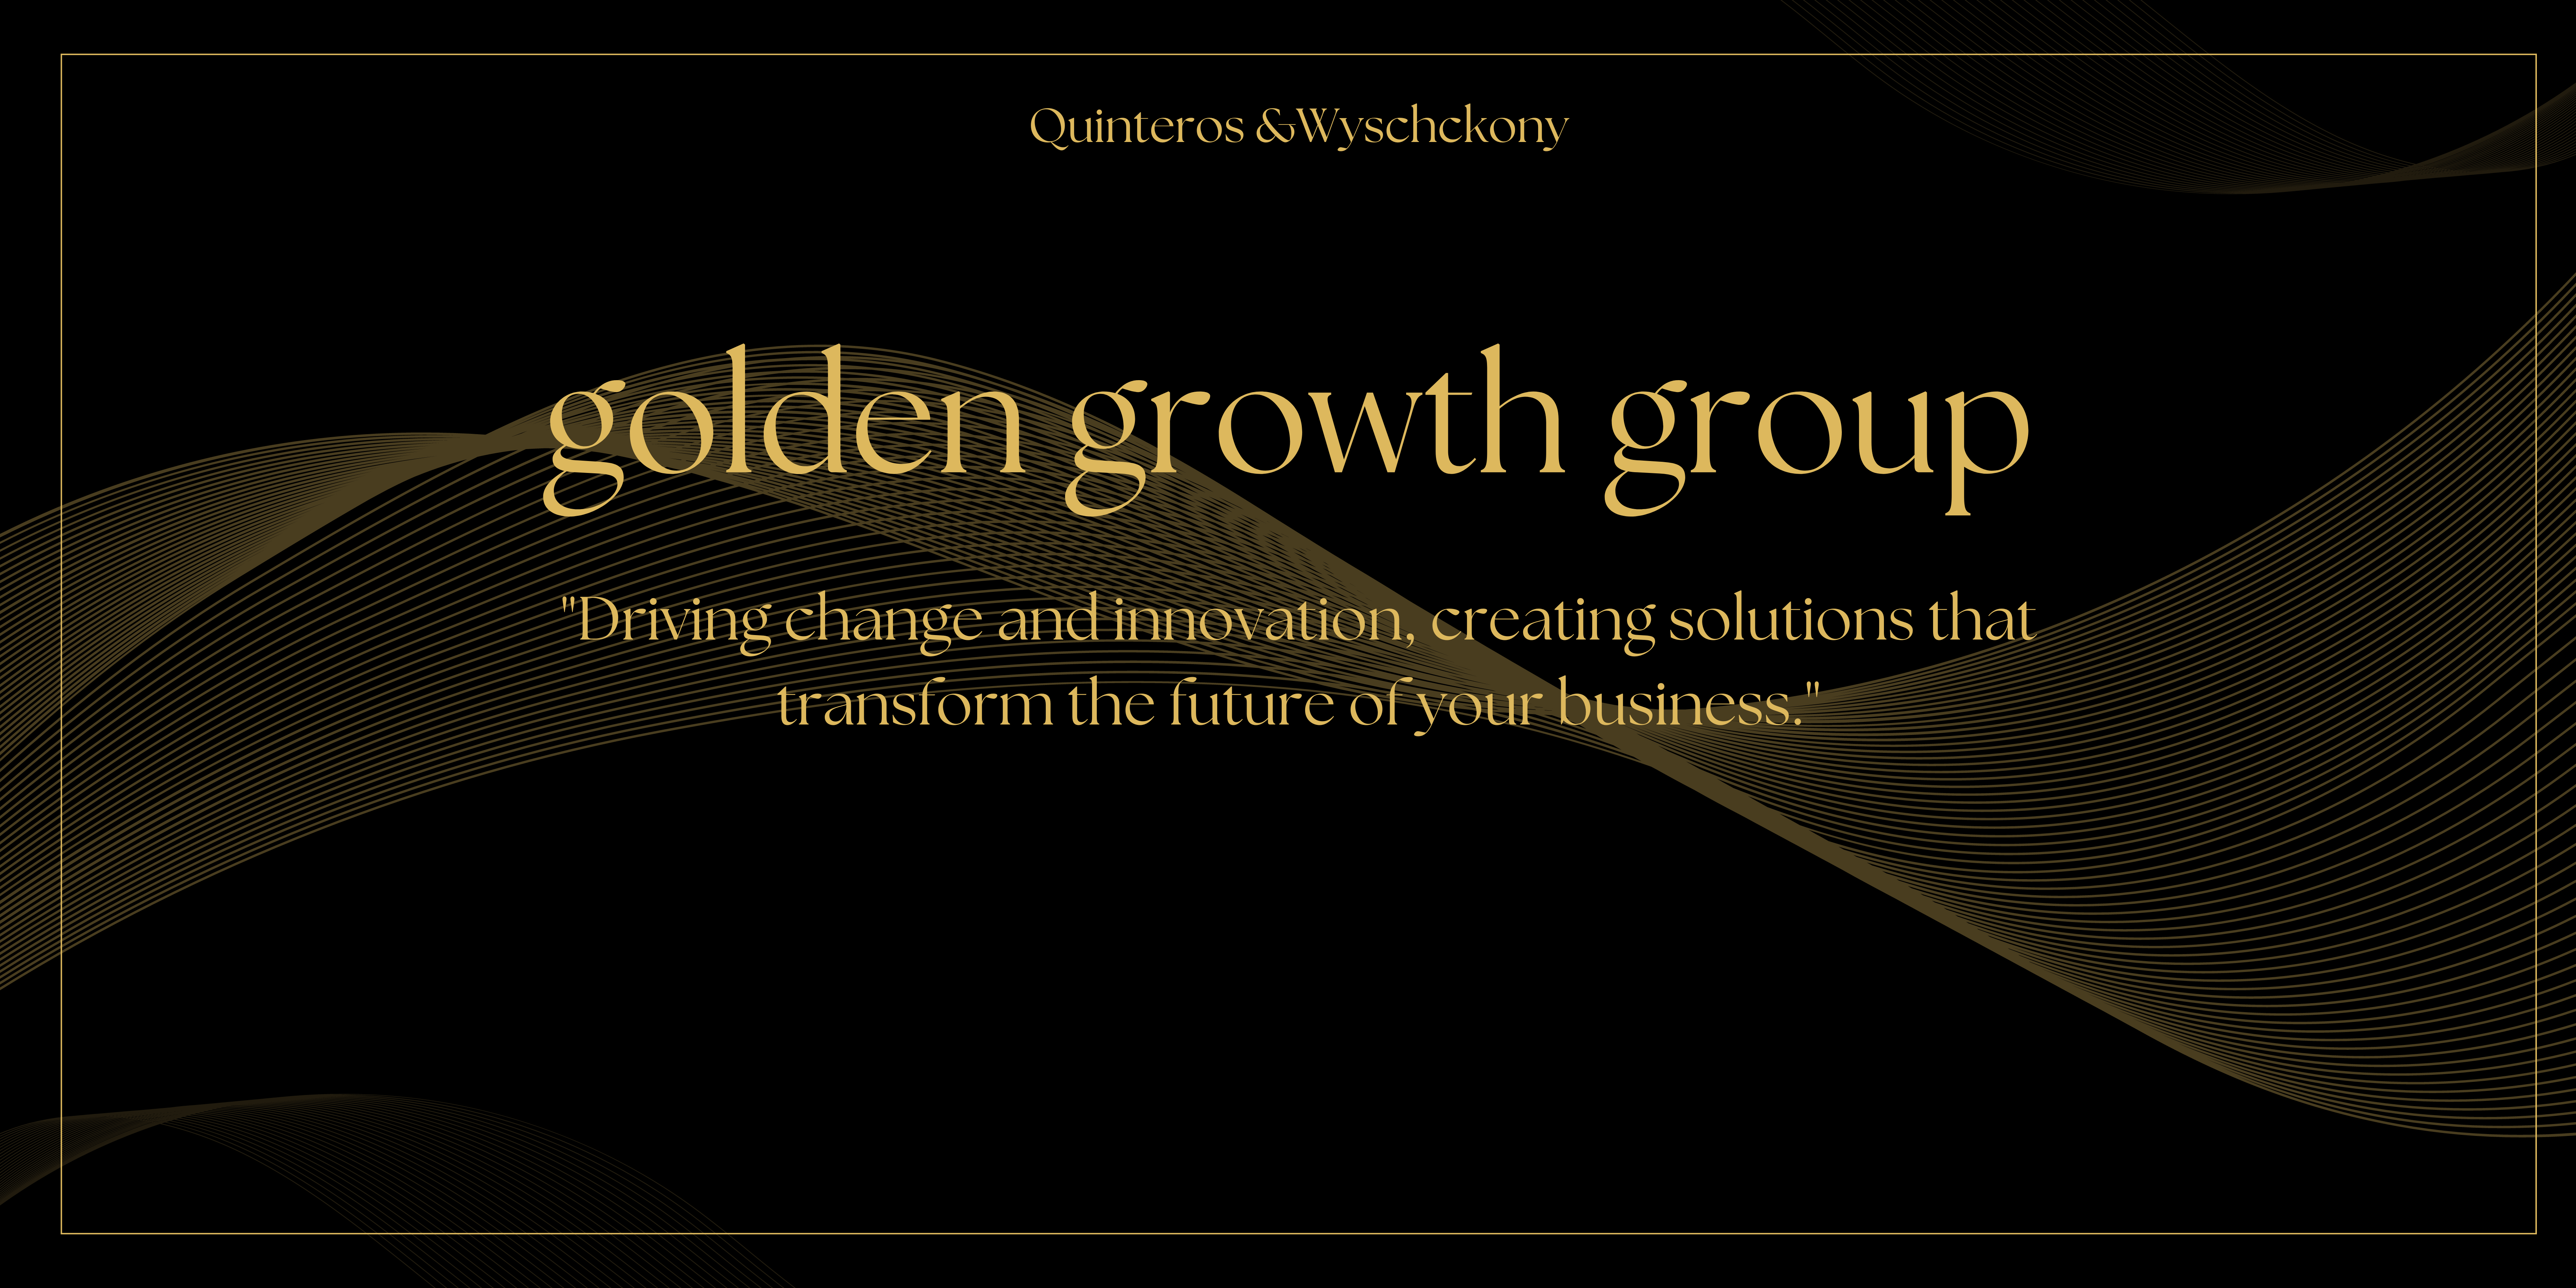 Quinteros &Wyschckony
golden growth group
"Driving change and innovation, creating solutions that
transform the future of your business."